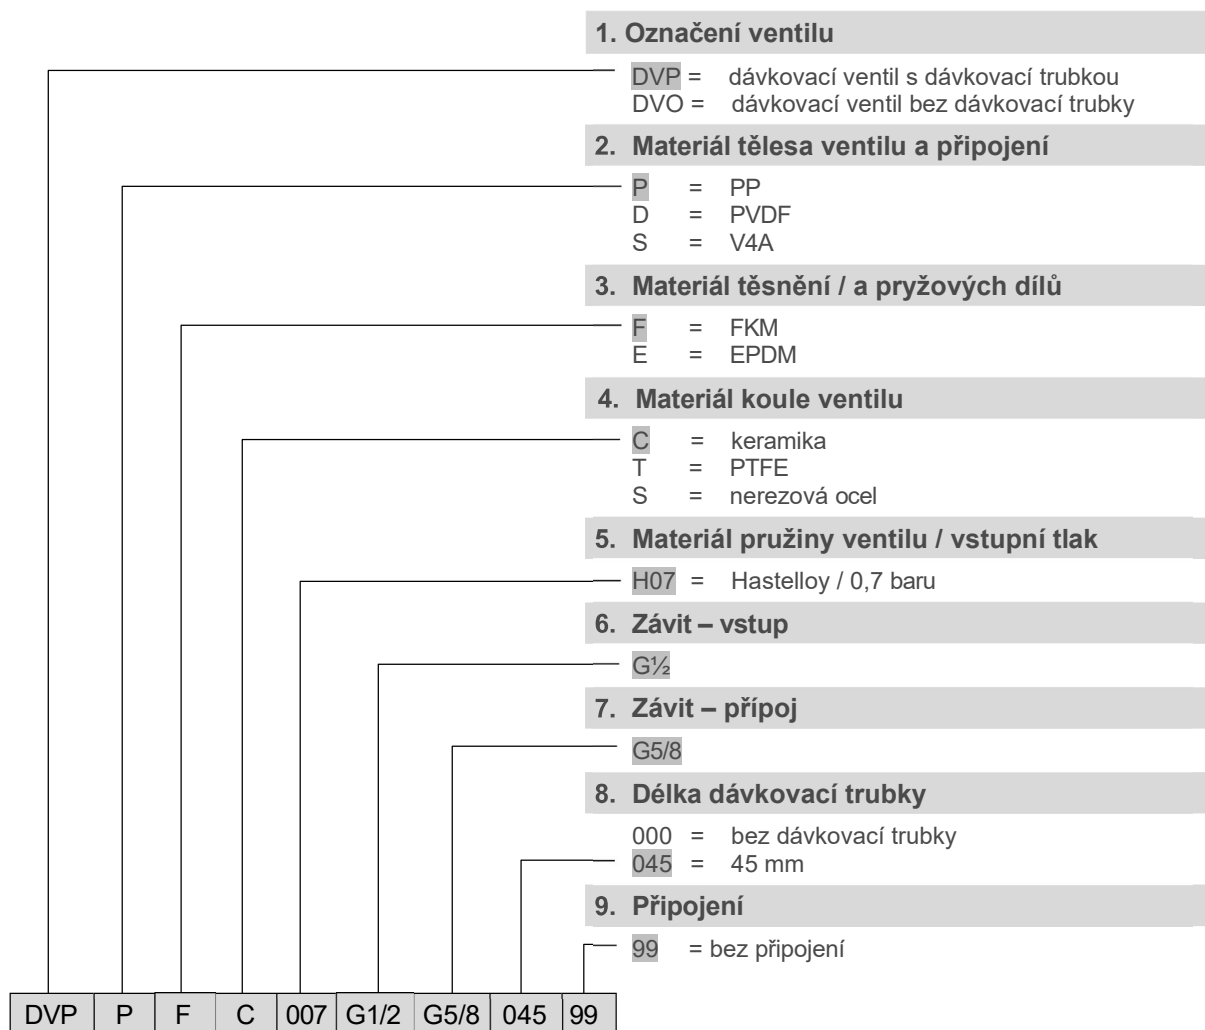 1. Označení ventilu
DVP = dávkovací ventil s dávkovací trubkou
DVO = dávkovací ventil bez dávkovací trubky
2. Materiál tělesa ventilu a připojení
P = PP
D = PVDF
S = V4A
3. Materiál těsnění / a pryžových dílů
F = FKM
E = EPDM
4. Materiál koule ventilu
C = keramika
T = PTFE
S = nerezová ocel
5. Materiál pružiny ventilu / vstupní tlak
H07 = Hastelloy / 0,7 baru
6. Závit – vstup
G½
7. Závit – přípoj
G5/8
8. Délka dávkovací trubky
000 = bez dávkovací trubky
045 = 45 mm
9. Připojení
99 = bez připojení
DVP P F C 007 G1/2 G5/8 045 99